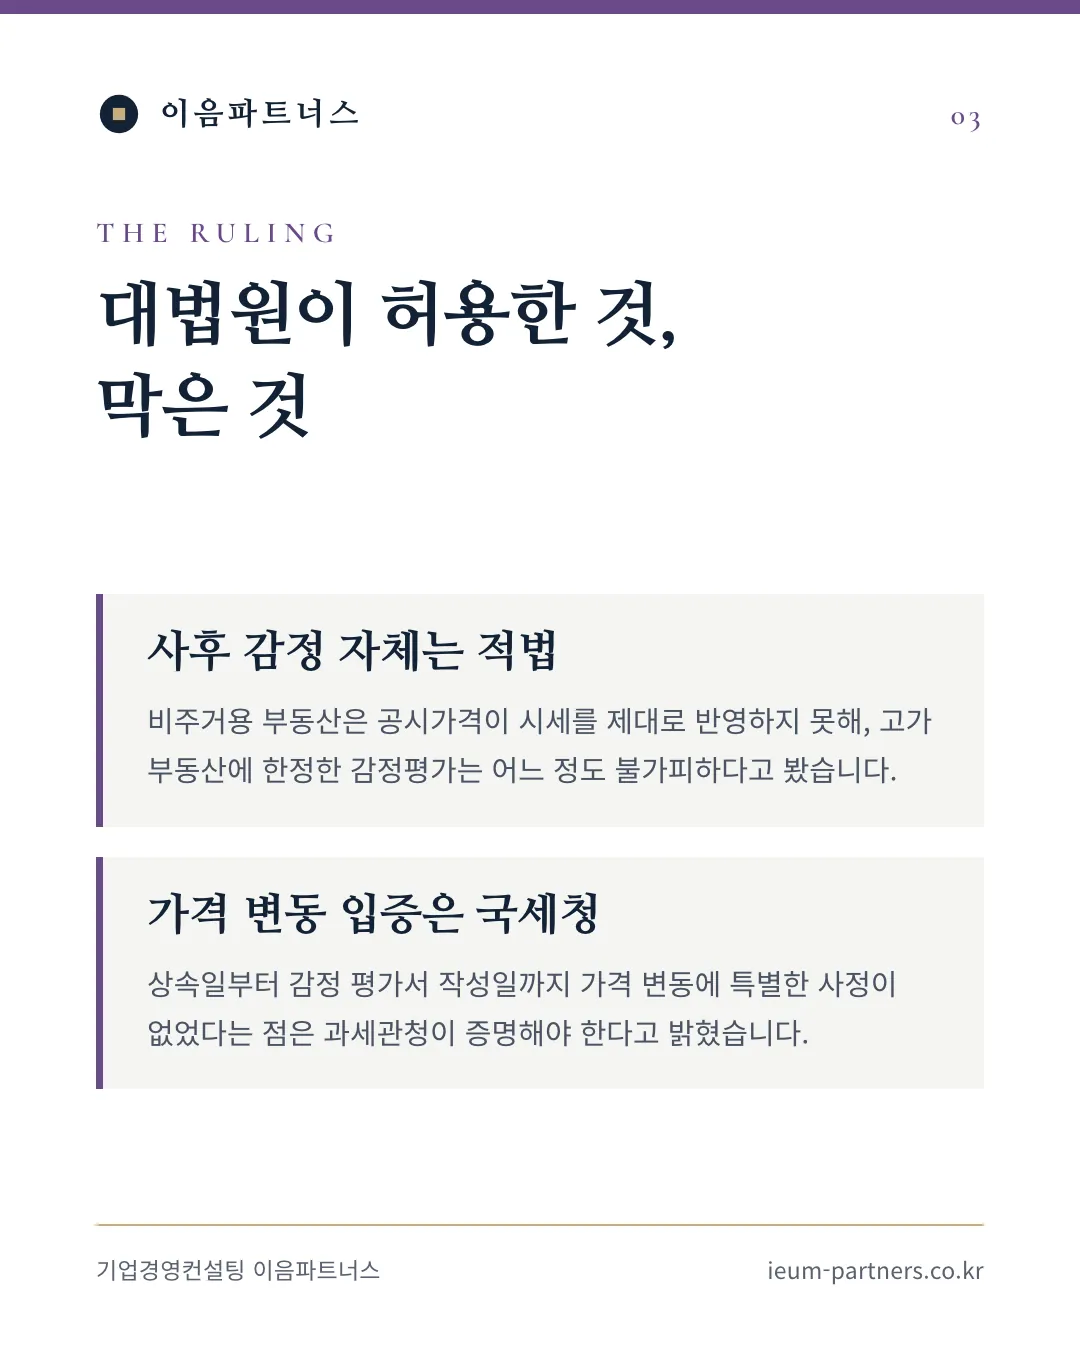 이음파트너스
03
THE RULING
대법원이 허용한 것,
막은 것
사후 감정 자체는 적법
비주거용 부동산은 공시가격이 시세를 제대로 반영하지 못해, 고가
부동산에 한정한 감정평가는 어느 정도 불가피하다고 봤습니다.
가격 변동 입증은 국세청
상속일부터 감정 평가서 작성일까지 가격 변동에 특별한 사정이
없었다는 점은 과세관청이 증명해야 한다고 밝혔습니다.
기업경영컨설팅 이음파트너스
ieum-partners.co.kr